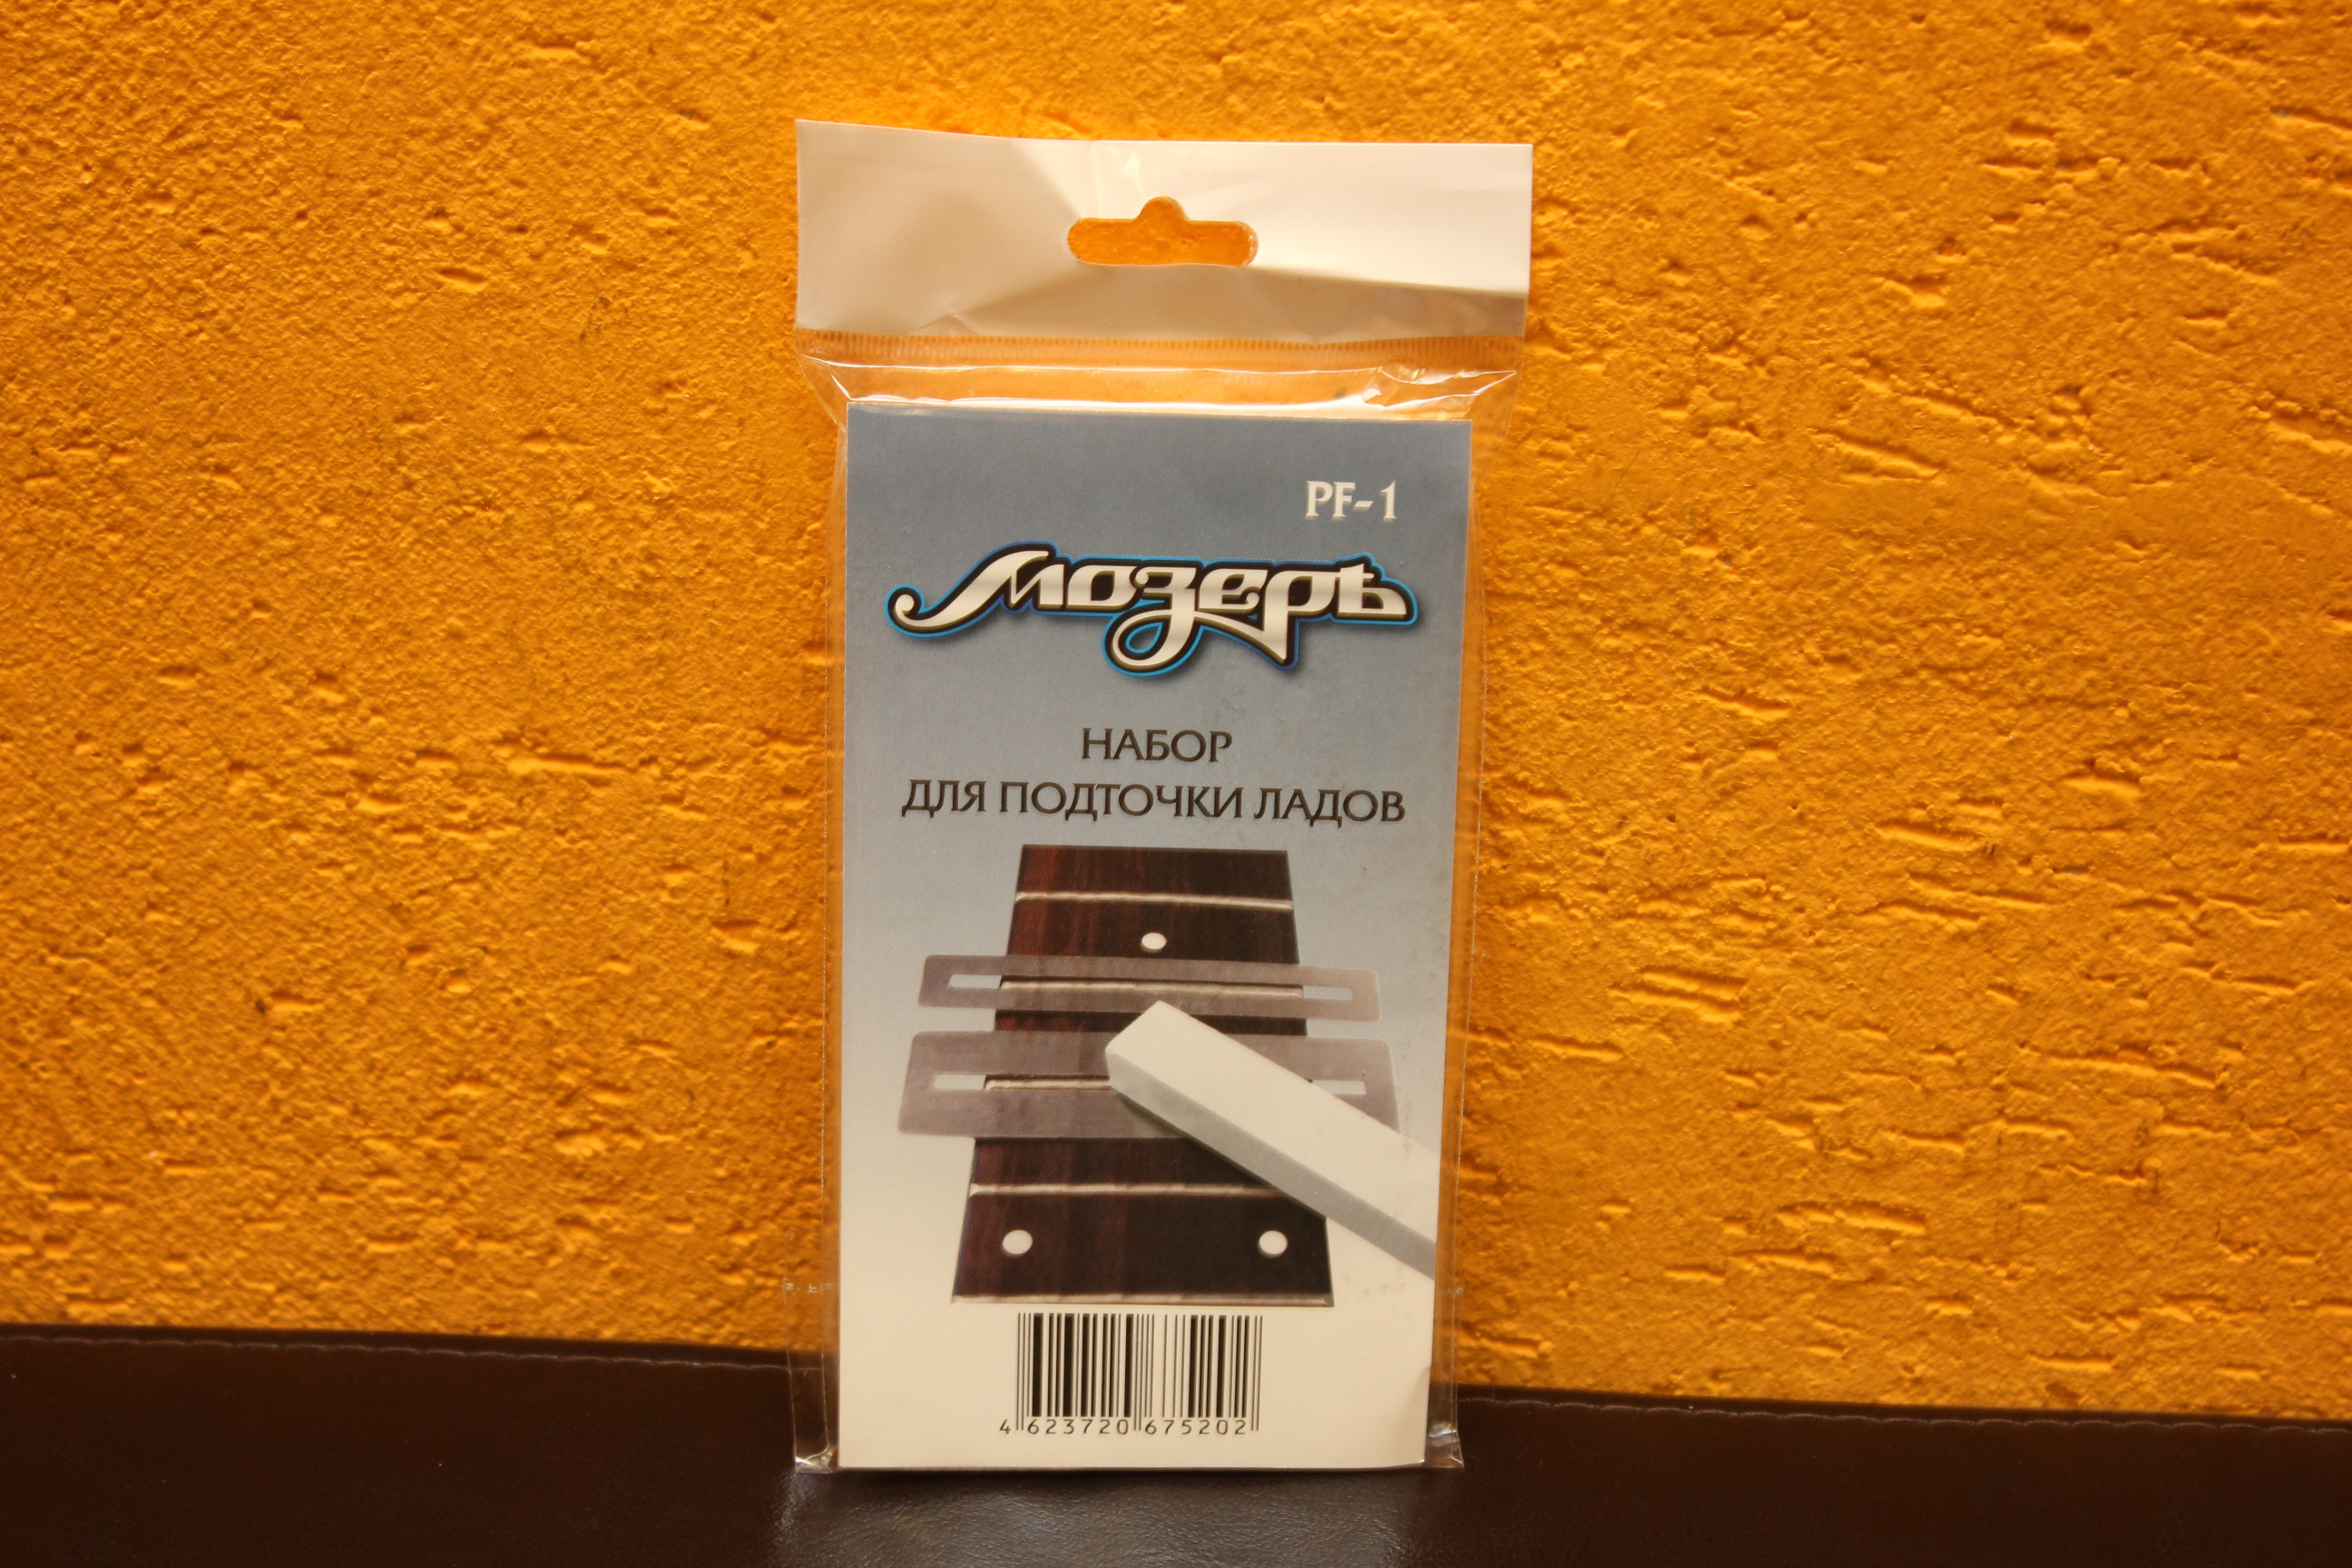 PF-1
Мозеръ
НАБОР
ДЛЯ ПОДТОЧКИ ЛАДОВ
4 623720 675202